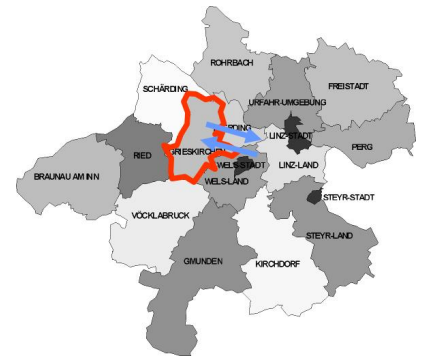 ROHRBACH
SCHÄRDING
FREISTADT
URFAHR-UMGEBUNG
ERDING
LINZ-STADT
GRIESKIRCHEN
PERG
RIED
WELS-STADT
LINZ-LAND
BRAUNAU AM INN
WELS-LAND
STEYR-STADT
VÖCKLABRUCK
STEYR-LAND
GMUNDEN
KIRCHDORF